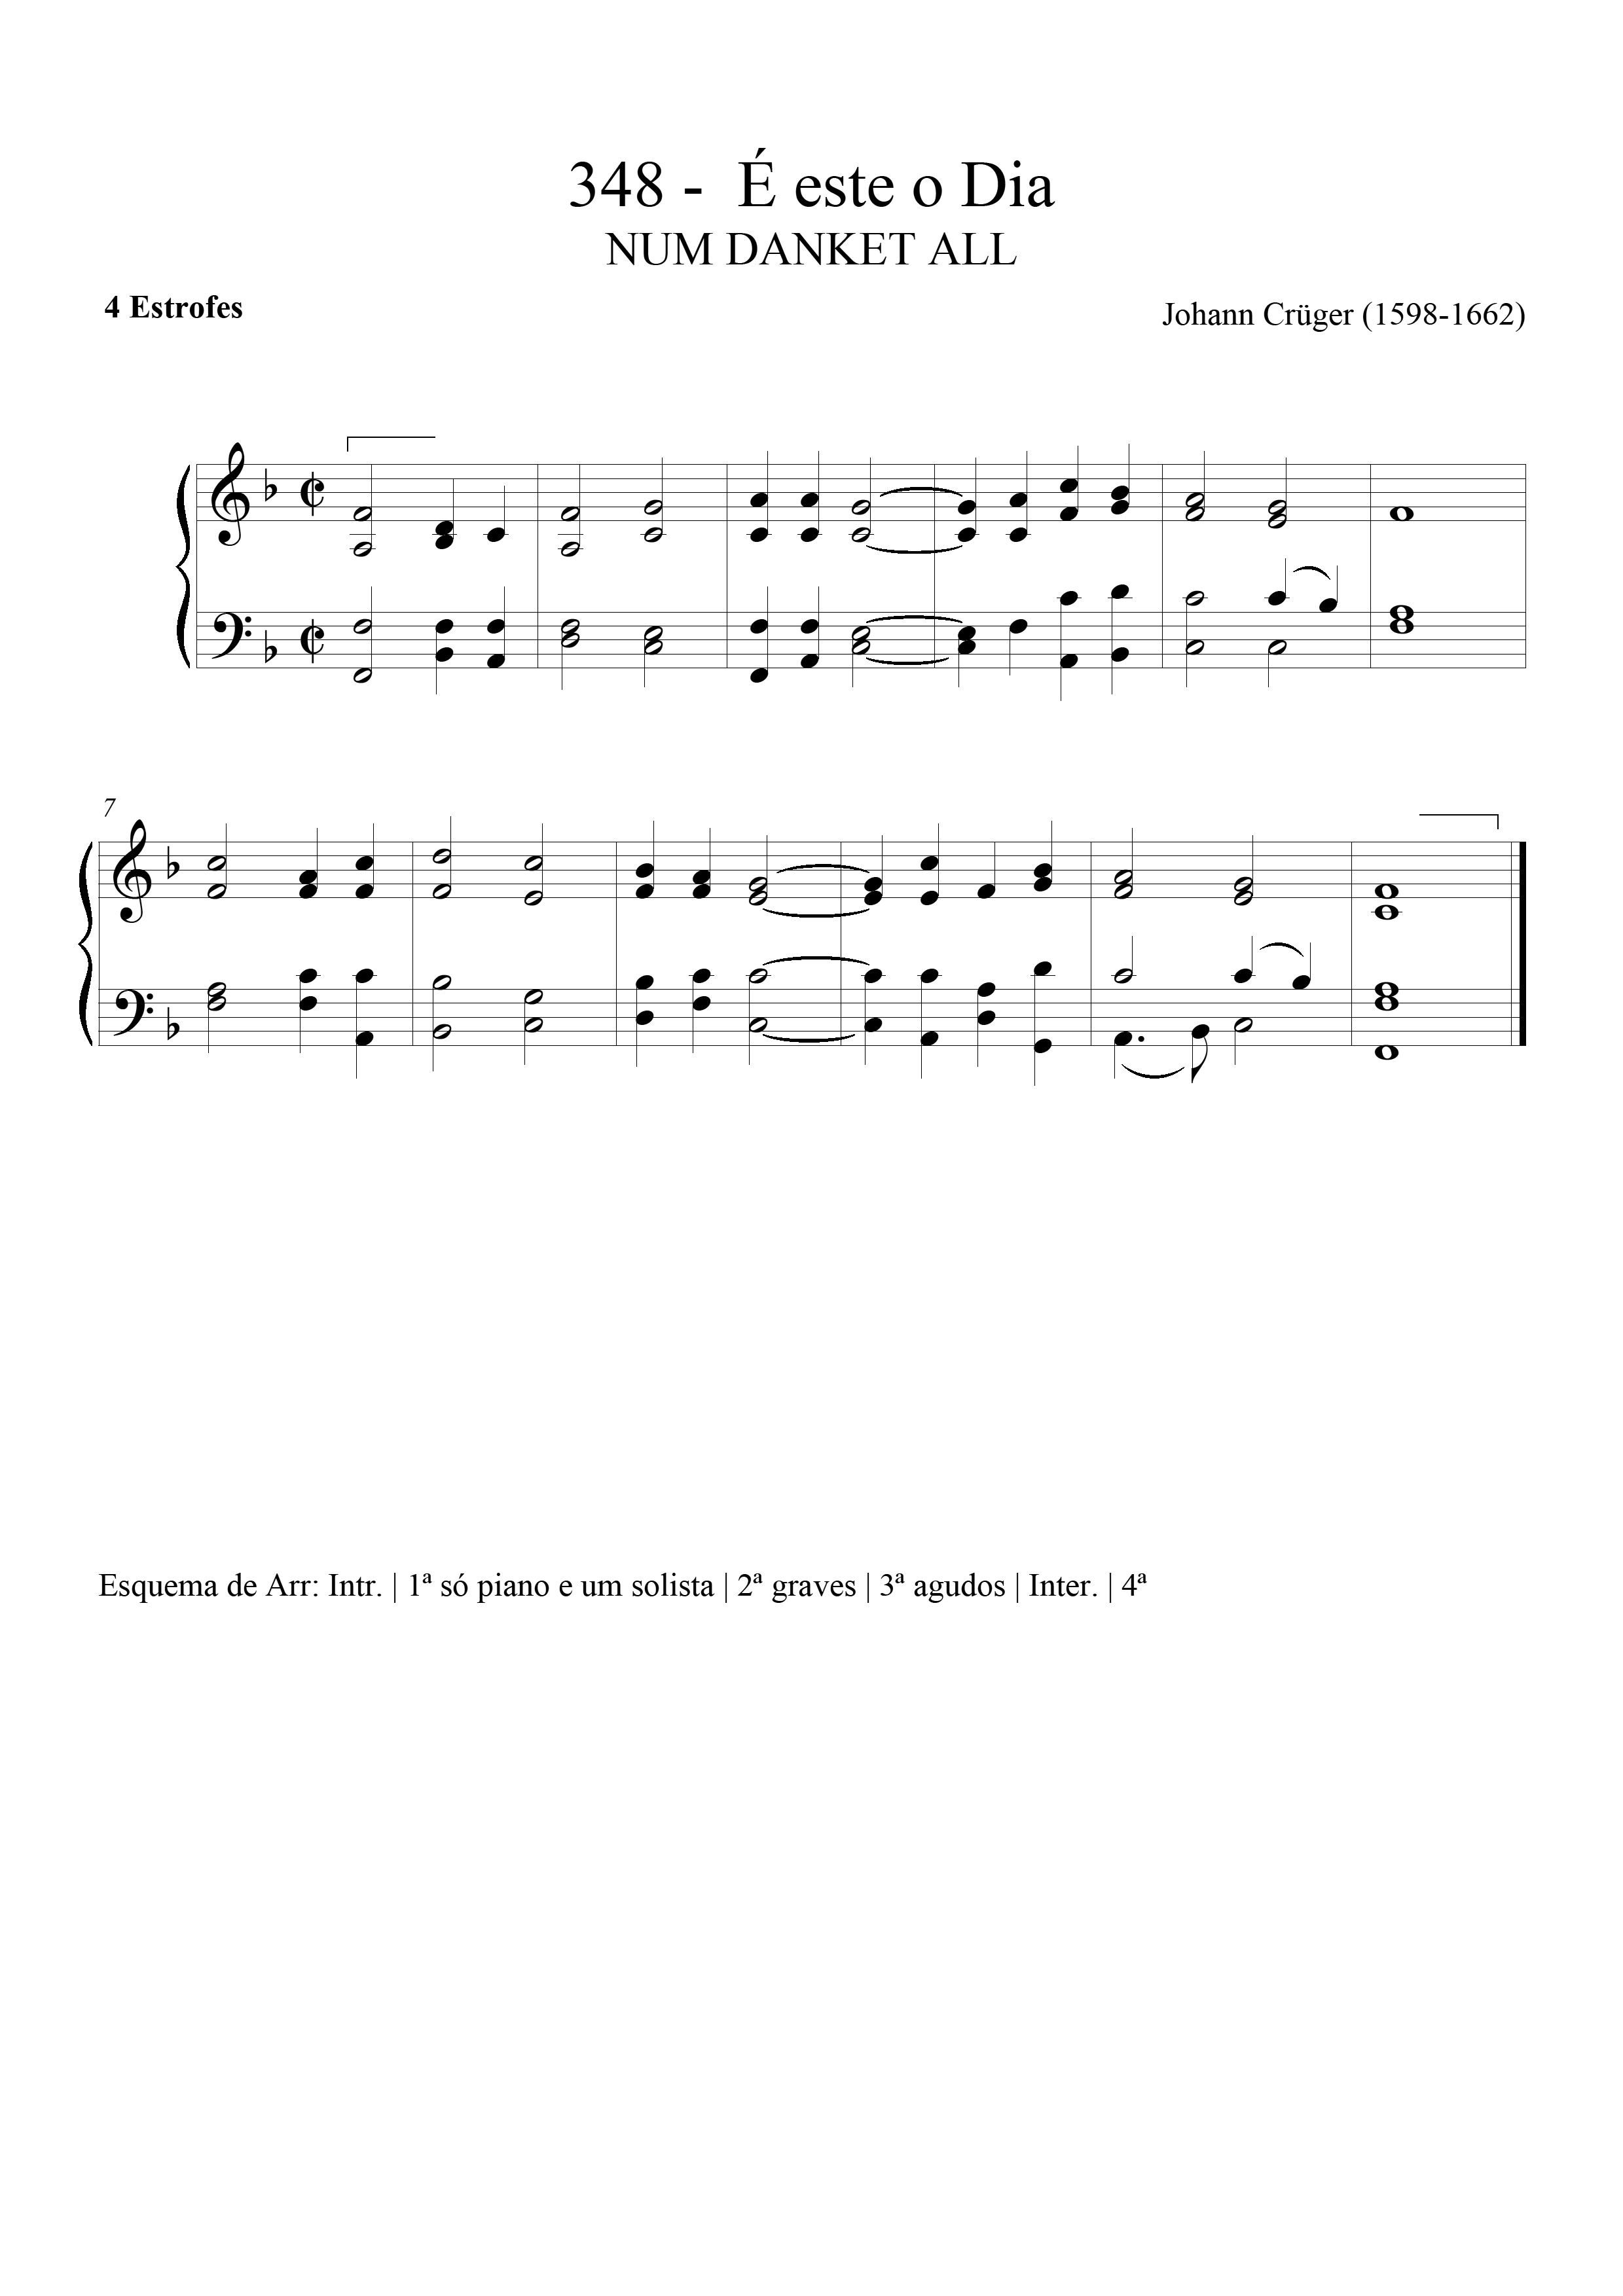 348 - É este o Dia
NUM DANKET ALL
4 Estrofes
Johann Crüger (1598-1662)
7
Esquema de Arr: Intr. | 1ª só piano e um solista | 2ª graves | 3ª agudos | Inter. | 4ª